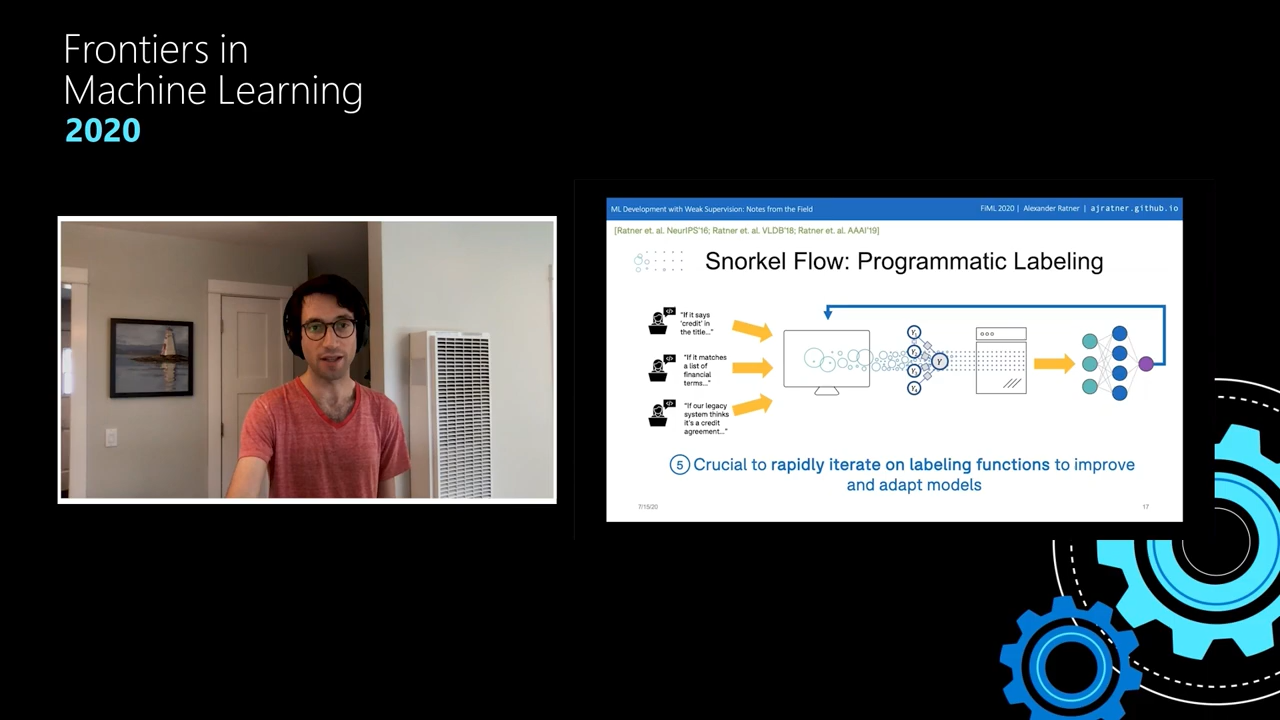 Frontiers in
Machine Learning
2020
ML Development with Weak Supervision: Notes from the Field
FiML 2020 | Alexander Ratner | ajratner.github.io
[Ratner et. al. NeurIPS'16; Ratner et. al. VLDB'18; Ratner et. al. AAAI'19]
Snorkel Flow: Programmatic Labeling
</>
"If it says
'credit' in
the title..."
</>
"If it matches
a list of
financial
terms..."
</>
"If our legacy
system thinks
it's a credit
agreement..."
Y₁
Y
5 Crucial to rapidly iterate on labeling functions to improve
and adapt models
7/15/20
17